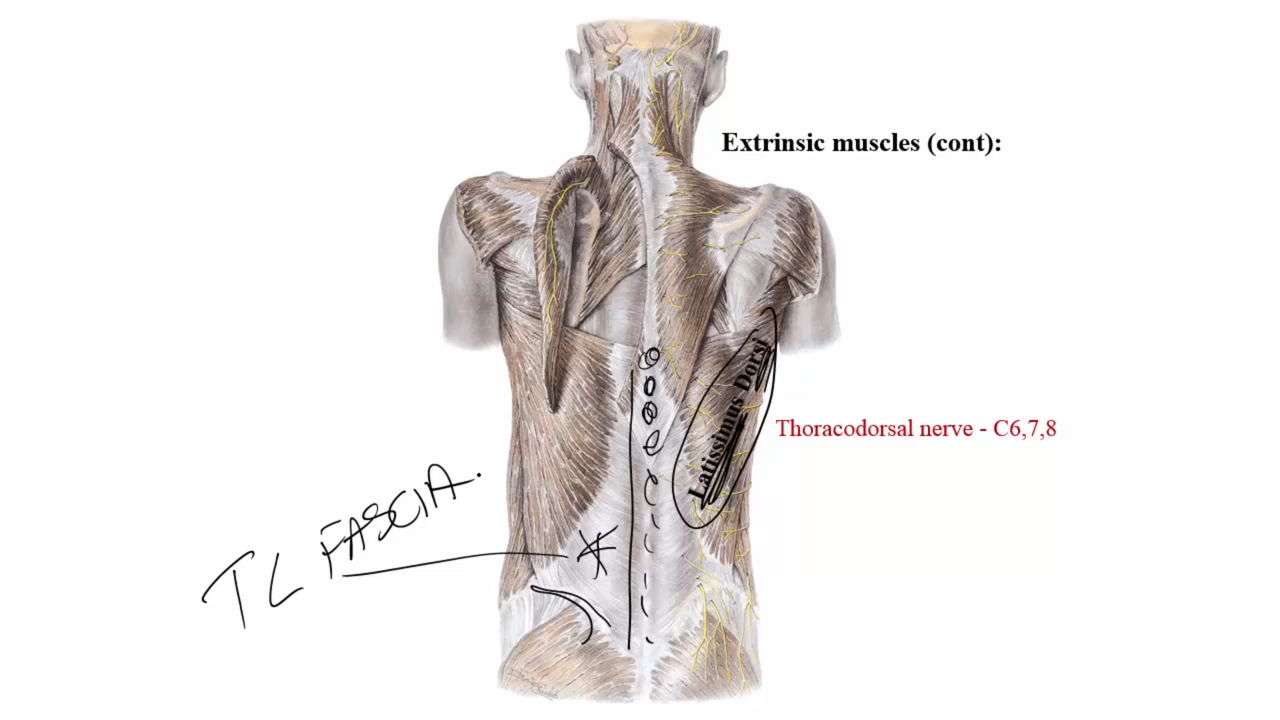 Extrinsic muscles (cont):
Latissimus Dorsi
Thoracodorsal nerve - C6,7,8
TL FASCIA.